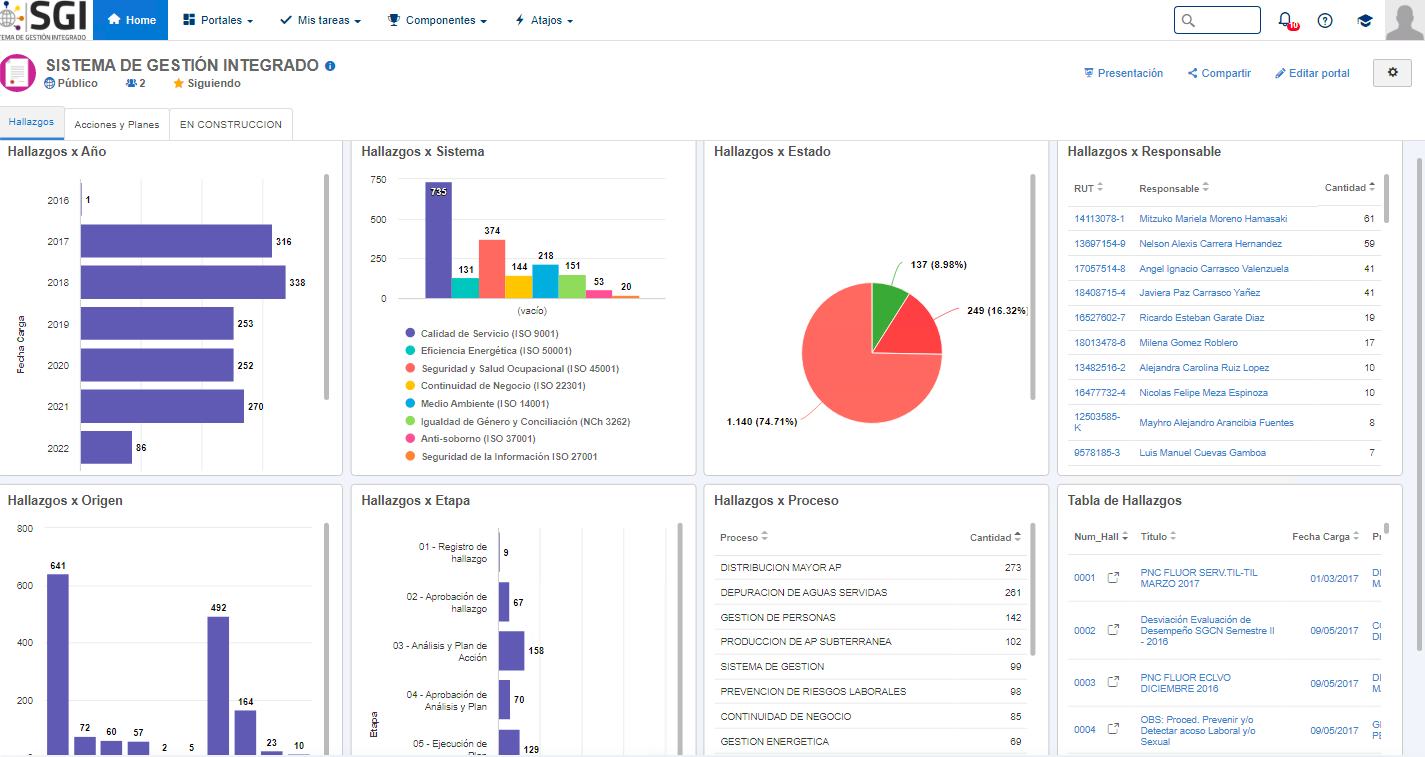 SGI
TEMA DE GESTIÓN INTEGRADO
Home
Portales
Mis tareas
Componentes
Atajos
10
SISTEMA DE GESTIÓN INTEGRADO
Público
2
Siguiendo
Presentación
Compartir
Editar portal
Hallazgos
Acciones y Planes
EN CONSTRUCCION
Hallazgos x Año
Fecha Carga
2016 1
2017 316
2018 338
2019 253
2020 252
2021 270
2022 86
Hallazgos x Sistema
750
500
250
0
735
131
374
144
218
151
53
20
(vacío)
Calidad de Servicio (ISO 9001)
Eficiencia Energética (ISO 50001)
Seguridad y Salud Ocupacional (ISO 45001)
Continuidad de Negocio (ISO 22301)
Medio Ambiente (ISO 14001)
Igualdad de Género y Conciliación (NCh 3262)
Anti-soborno (ISO 37001)
Seguridad de la Información ISO 27001
Hallazgos x Estado
137 (8.98%)
249 (16.32%)
1.140 (74.71%)
Hallazgos x Responsable
RUT Responsable Cantidad
14113078-1 Mitzuko Mariela Moreno Hamasaki 61
13697154-9 Nelson Alexis Carrera Hernandez 59
17057514-8 Angel Ignacio Carrasco Valenzuela 41
18408715-4 Javiera Paz Carrasco Yañez 41
16527602-7 Ricardo Esteban Garate Diaz 19
18013478-6 Milena Gomez Roblero 17
13482516-2 Alejandra Carolina Ruiz Lopez 10
16477732-4 Nicolas Felipe Meza Espinoza 10
12503585-
K Mayhro Alejandro Arancibia Fuentes 8
9578185-3 Luis Manuel Cuevas Gamboa 7
Hallazgos x Origen
800
600
400
200
641
72
60
57
2
5
492
164
23
10
Hallazgos x Etapa
Etapa
01 - Registro de
hallazgo 9
02 - Aprobación de
hallazgo 67
03 - Análisis y Plan de
Acción 158
04 - Aprobación de
Análisis y Plan 70
05 - Ejecución de
Plan 129
Hallazgos x Proceso
Proceso Cantidad
DISTRIBUCION MAYOR AP 273
DEPURACION DE AGUAS SERVIDAS 261
GESTION DE PERSONAS 142
PRODUCCION DE AP SUBTERRANEA 102
SISTEMA DE GESTION 99
PREVENCION DE RIESGOS LABORALES 98
CONTINUIDAD DE NEGOCIO 85
GESTION ENERGETICA 69
Tabla de Hallazgos
Num_Hall Titulo Fecha Carga
0001 PNC FLUOR SERV.TIL-TIL
MARZO 2017 01/03/2017
0002 Desviación Evaluación de
Desempeño SGCN Semestre II
- 2016 09/05/2017
0003 PNC FLUOR ECLVO
DICIEMBRE 2016 09/05/2017
0004 OBS: Proced. Prevenir y/o
Detectar acoso Laboral y/o
Sexual 09/05/2017